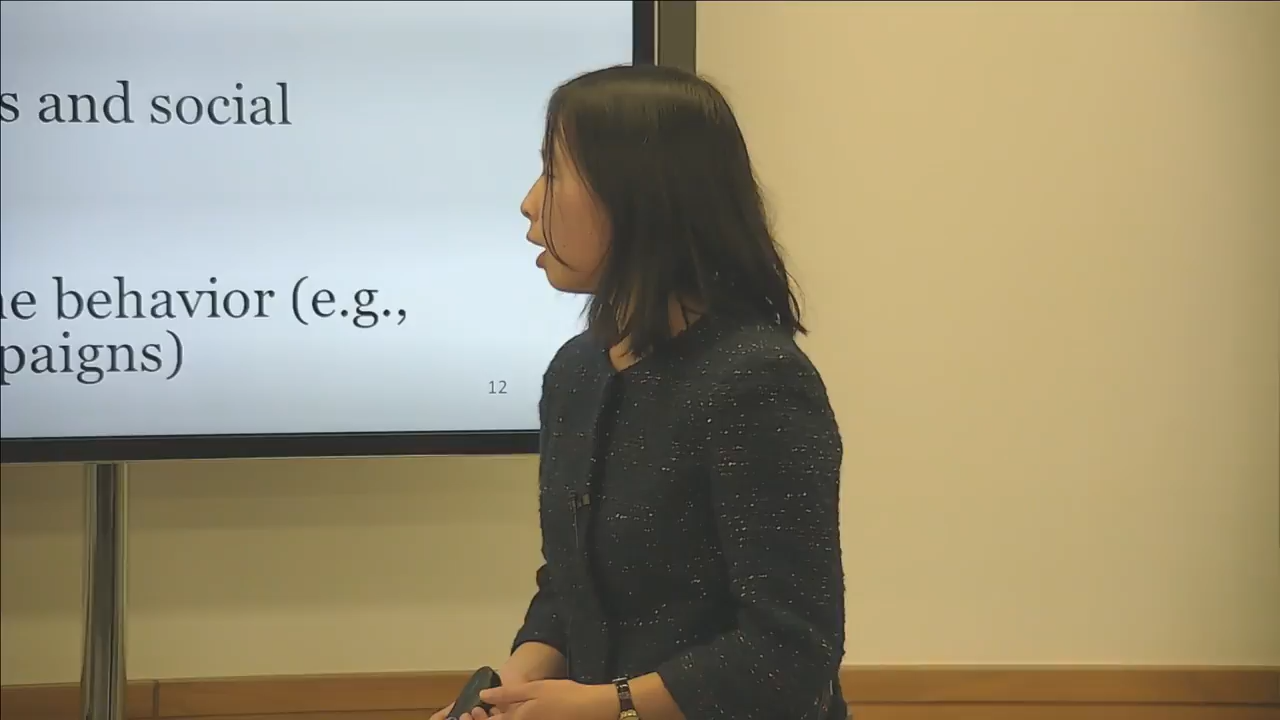 s and social
e behavior (e.g.,
paigns)
12